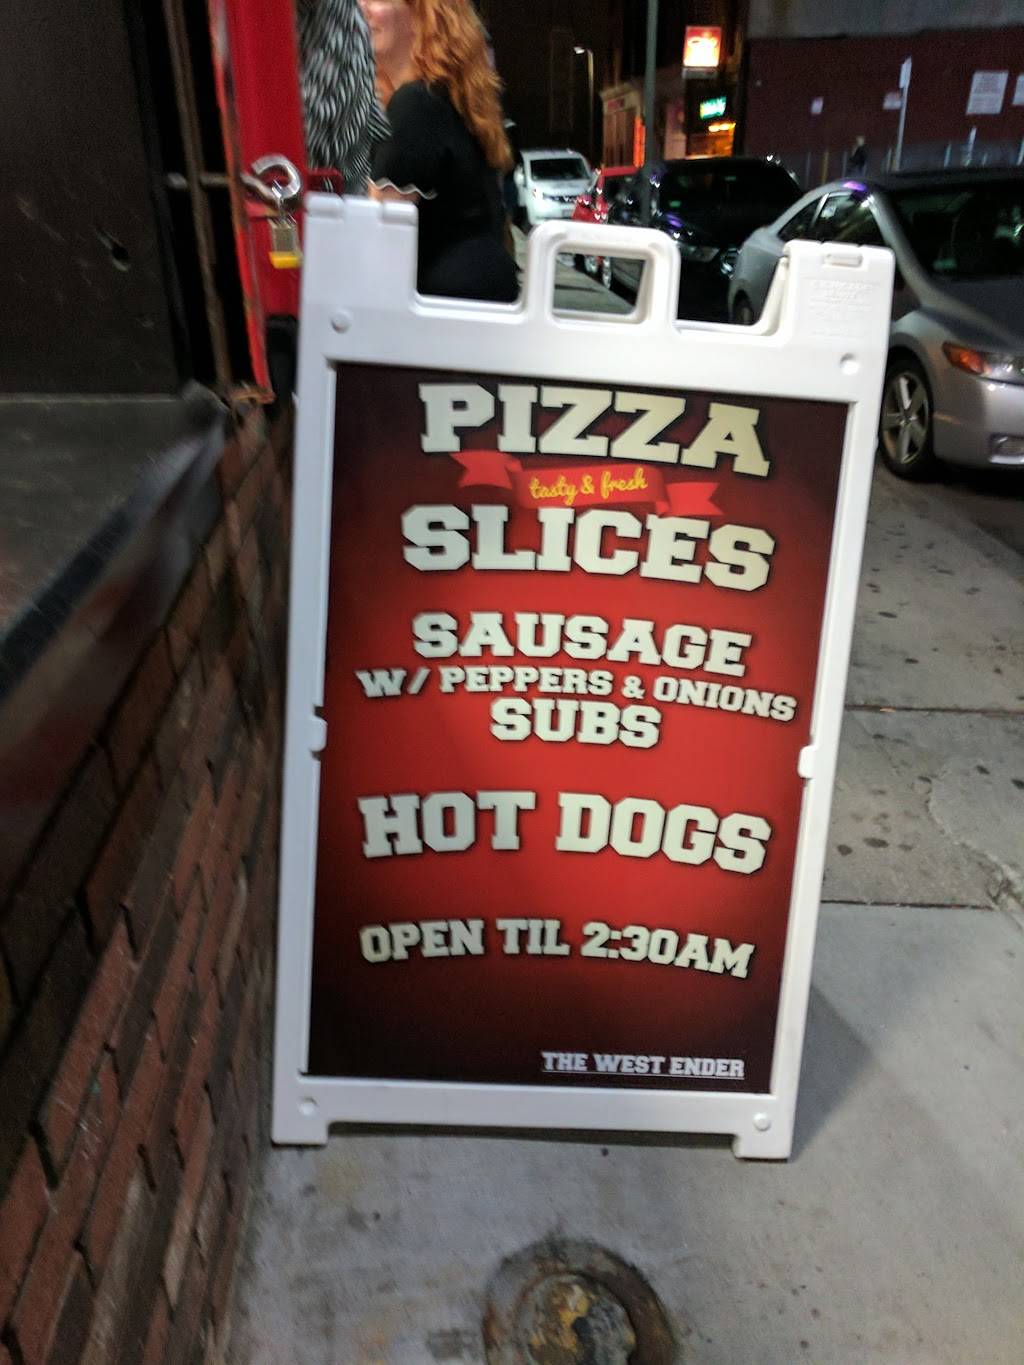 PIZZA
tasty & fresh
SLICES
SAUSAGE
W/ PEPPERS & ONIONS
SUBS
HOT DOGS
OPEN TIL 2:30AM
THE WEST ENDER